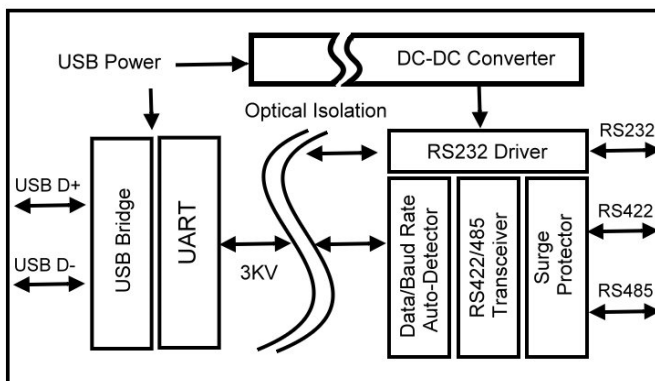 USB Power
DC-DC Converter
Optical Isolation
RS232 Driver
RS232
USB D+
USB D-
USB Bridge
UART
3KV
Data/Baud Rate
Auto-Detector
RS422/485
Transceiver
Surge
Protector
RS422
RS485